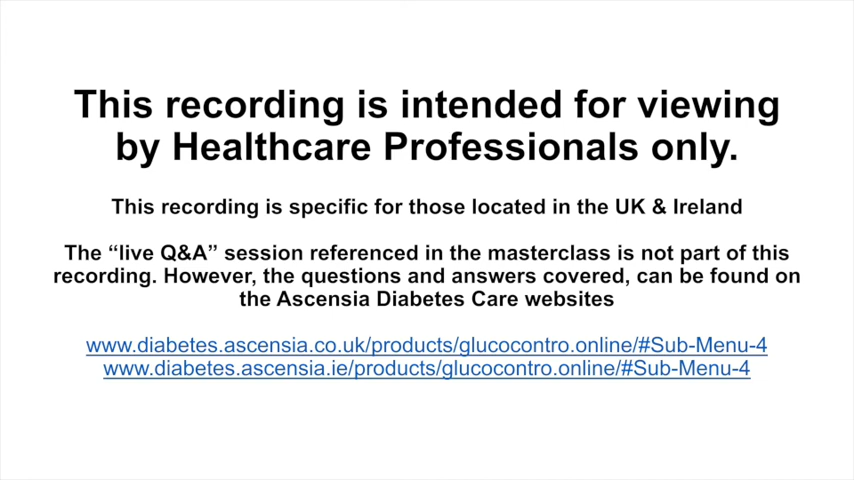 This recording is intended for viewing
by Healthcare Professionals only.
This recording is specific for those located in the UK & Ireland
The “live Q&A” session referenced in the masterclass is not part of this
recording. However, the questions and answers covered, can be found on
the Ascensia Diabetes Care websites
www.diabetes.ascensia.co.uk/products/glucocontro.online/#Sub-Menu-4
www.diabetes.ascensia.ie/products/glucocontro.online/#Sub-Menu-4